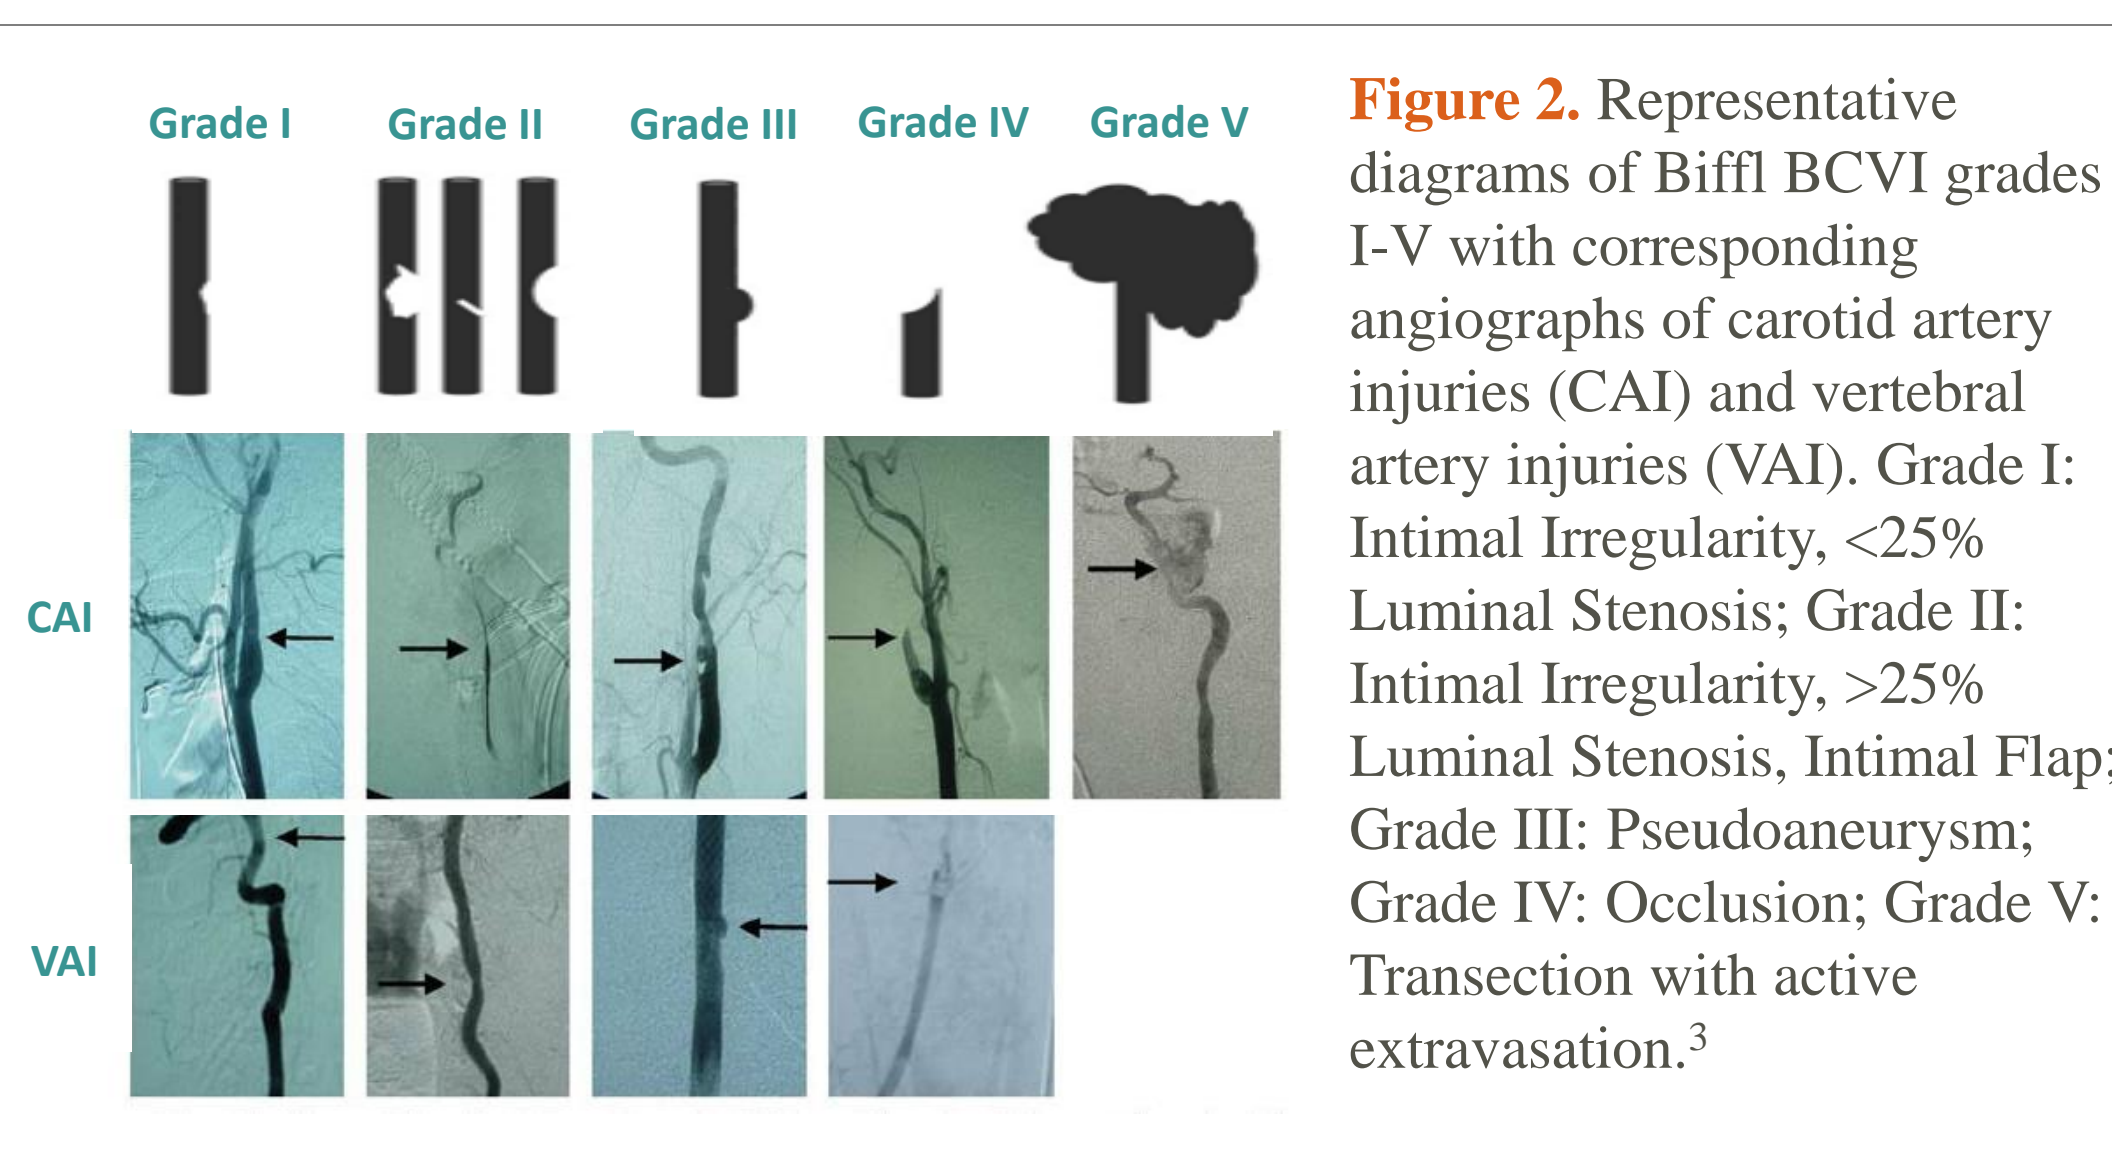 Grade I Grade II Grade III Grade IV Grade V
CAI
VAI
Figure 2. Representative
diagrams of Biffl BCVI grades
I-V with corresponding
angiographs of carotid artery
injuries (CAI) and vertebral
artery injuries (VAI). Grade I:
Intimal Irregularity, <25%
Luminal Stenosis; Grade II:
Intimal Irregularity, >25%
Luminal Stenosis, Intimal Flap;
Grade III: Pseudoaneurysm;
Grade IV: Occlusion; Grade V:
Transection with active
extravasation.³